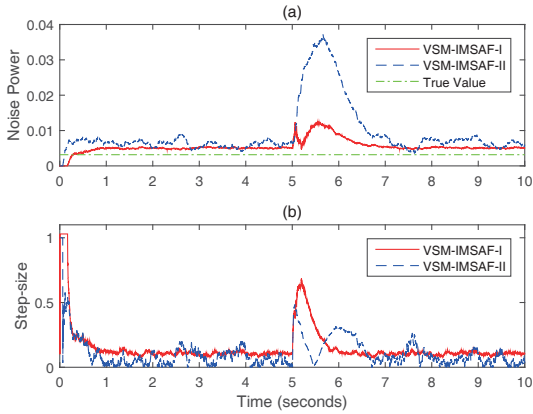 (a)
Noise Power
0.04
0.03
0.02
0.01
0
VSM-IMSAF-I
VSM-IMSAF-II
True Value
0 1 2 3 4 5 6 7 8 9 10
(b)
Step-size
1
0.5
0
VSM-IMSAF-I
VSM-IMSAF-II
0 1 2 3 4 5 6 7 8 9 10
Time (seconds)